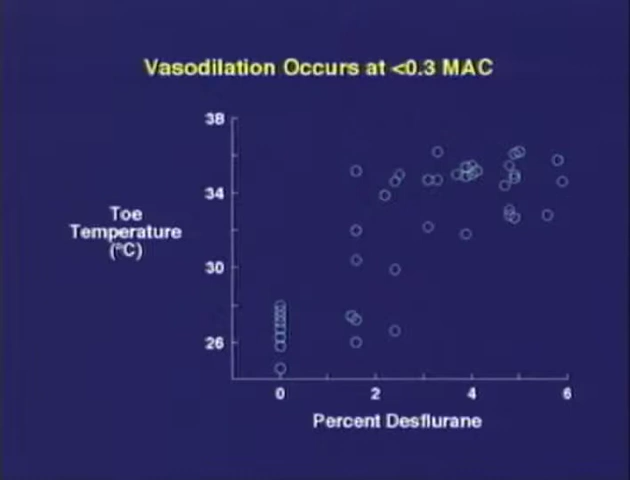 Vasodilation Occurs at <0.3 MAC
38
34
30
26
Toe
Temperature
(°C)
0 2 4 6
Percent Desflurane